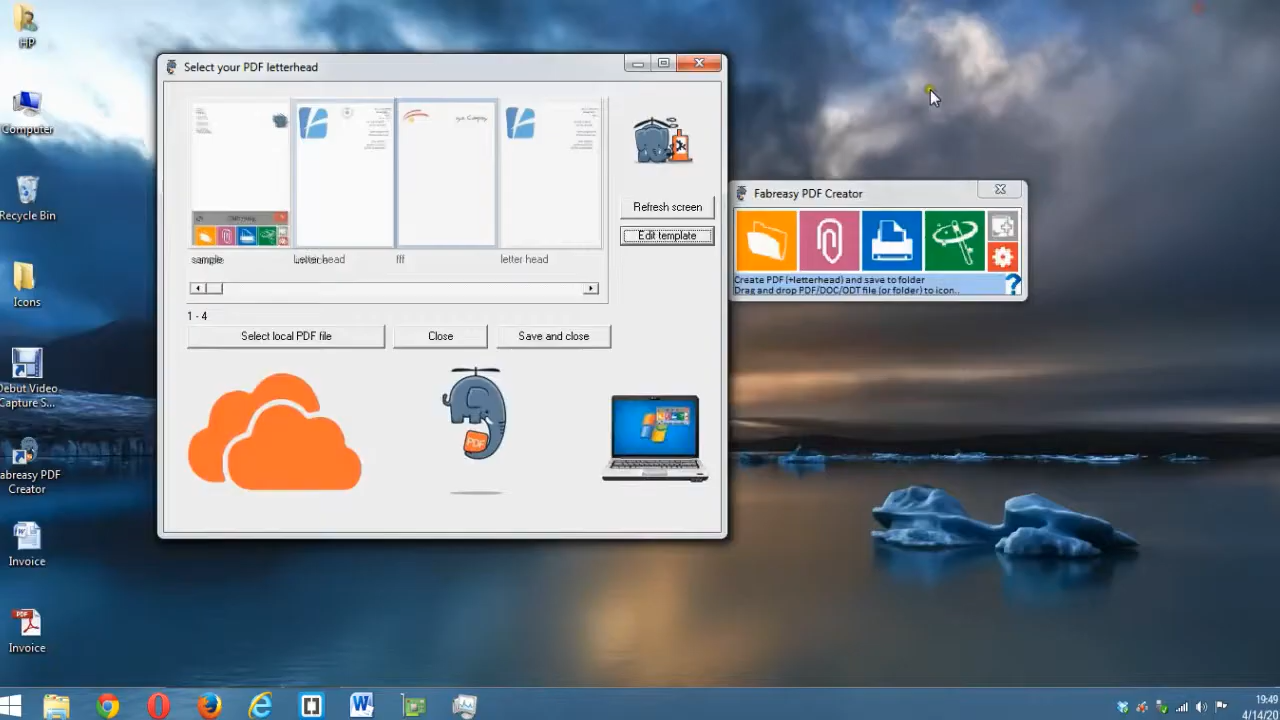 HP
Computer
Recycle Bin
Icons
Debut Video
Capture S...
abreasy PDF
Creator
Invoice
PDF
Invoice
Select your PDF letterhead
Refresh screen
Edit template
sample
fff
letter head
1 - 4
Select local PDF file
Close
Save and close
PDF
Fabreasy PDF Creator
Create PDF (+letterhead) and save to folder
Drag and drop PDF/DOC/ODT file (or folder) to icon..
?
19:49
4/14/20